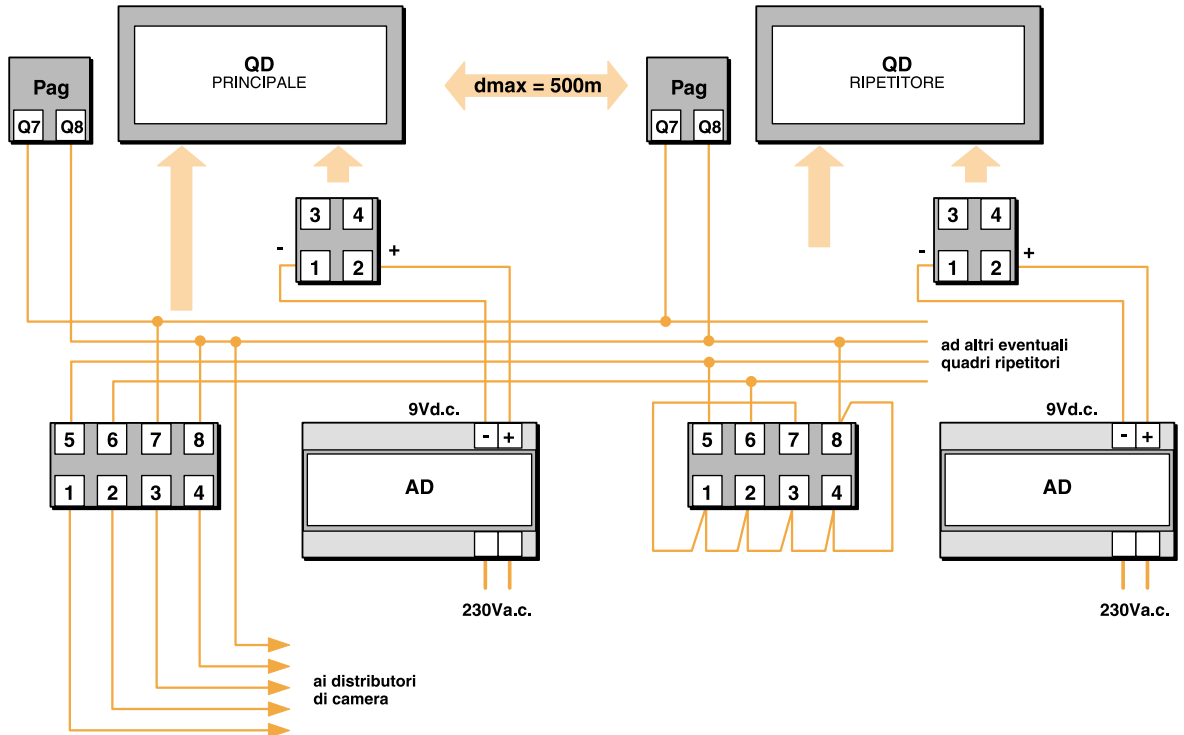 QD
PRINCIPALE
Pag
Q7 Q8
dmax = 500m
QD
RIPETITORE
Pag
Q7 Q8
3 4
- +
1 2
3 4
- +
1 2
ad altri eventuali
quadri ripetitori
5 6 7 8
1 2 3 4
9Vd.c.
- +
AD
230Va.c.
5 6 7 8
1 2 3 4
9Vd.c.
- +
AD
230Va.c.
ai distributori
di camera